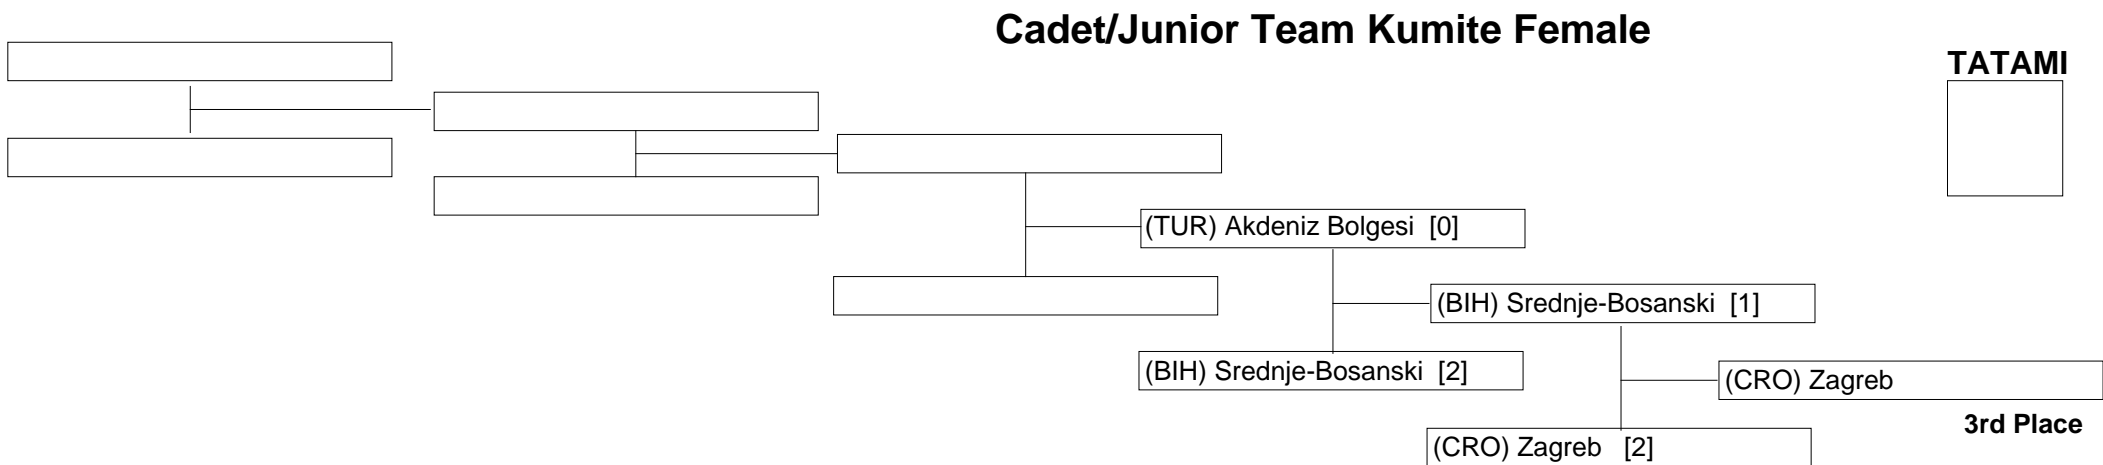 Cadet/Junior Team Kumite Female
TATAMI
(TUR) Akdeniz Bolgesi [0]
(BIH) Srednje-Bosanski [1]
(BIH) Srednje-Bosanski [2]
(CRO) Zagreb
3rd Place
(CRO) Zagreb [2]